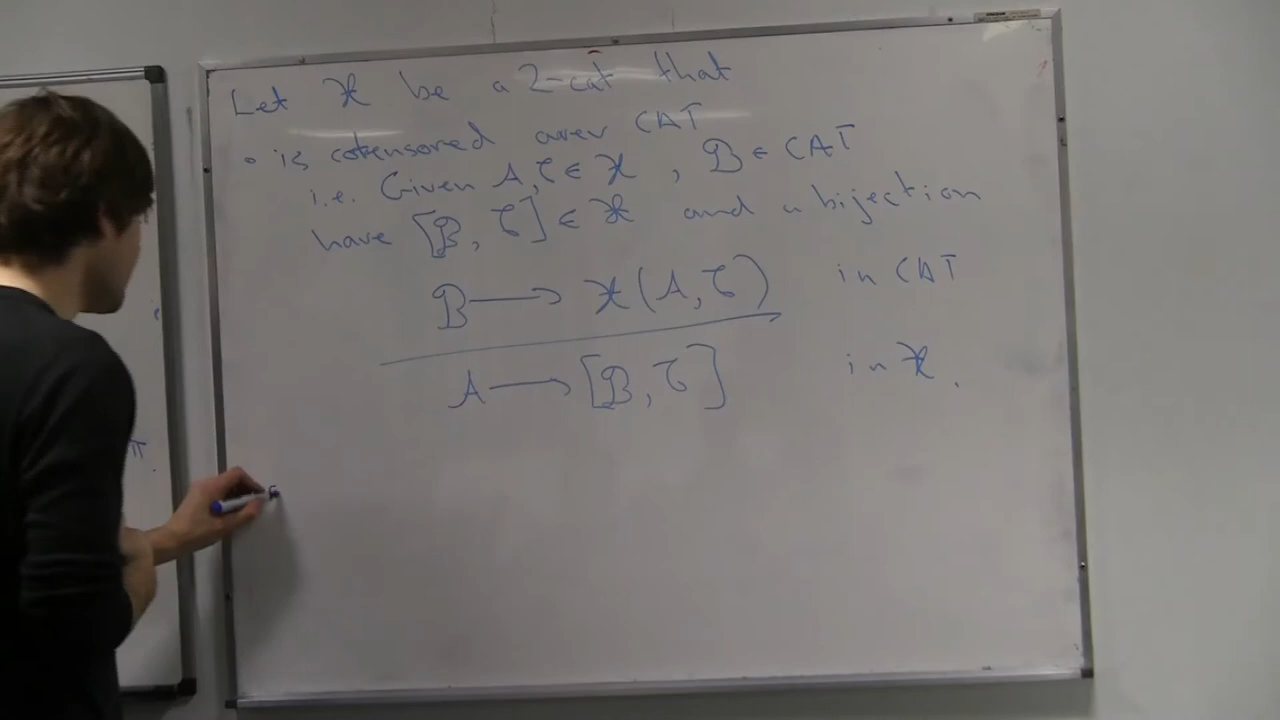 Let 𝒦 be a 2-cat that
• is cotensored over CAT
i.e. Given A, C ∈ 𝒦, B ∈ CAT
have [B, C] ∈ 𝒦 and a bijection
B ⟶ 𝒦(A, C) in CAT
A ⟶ [B, C] in 𝒦.
π.